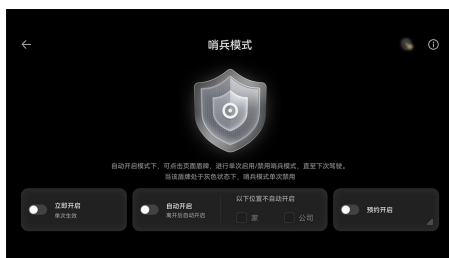 哨兵模式
自动开启模式下，可点击页面盾牌，进行单次启用/禁用哨兵模式，直至下次驾驶。
当该盾牌处于灰色状态下，哨兵模式单次禁用
立即开启
单次生效
自动开启
离开后自动开启
以下位置不自动开启
家
公司
预约开启